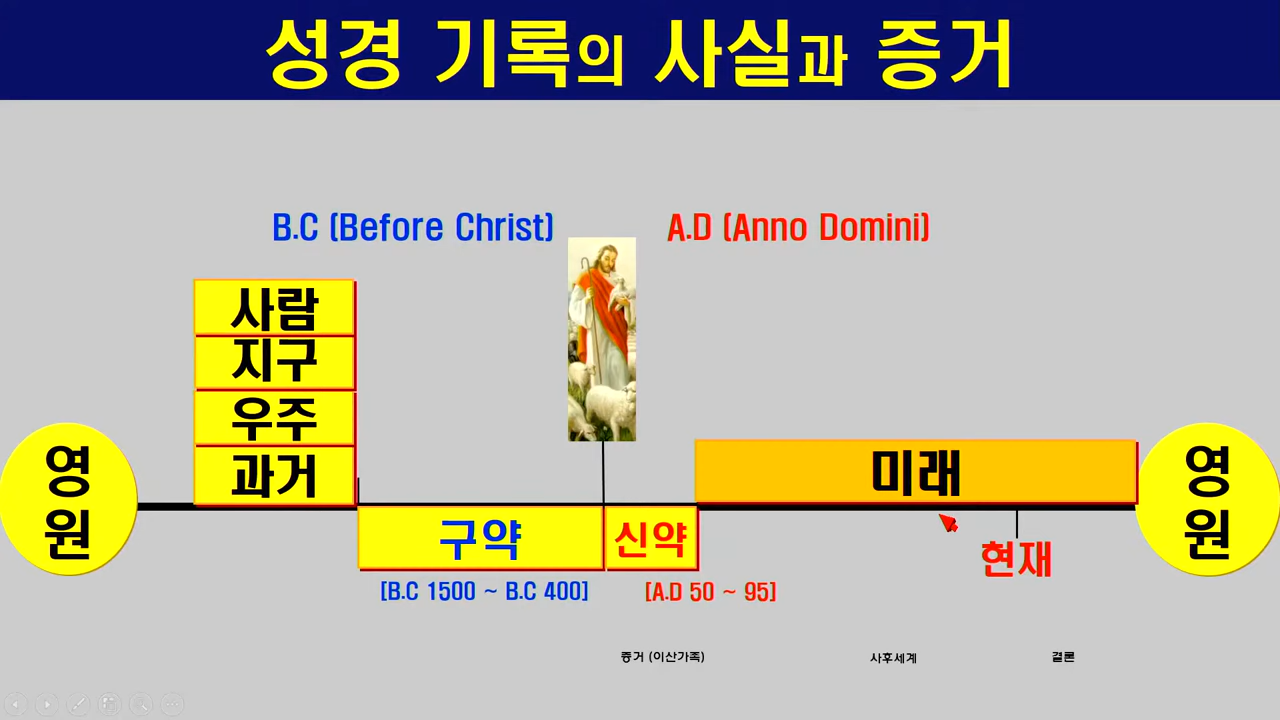 성경 기록의 사실과 증거
B.C (Before Christ)
A.D (Anno Domini)
사람
지구
우주
과거
영원
미래
영원
구약
신약
현재
[B.C 1500 ~ B.C 400]
[A.D 50 ~ 95]
증거 (이산가족)
사후세계
결론